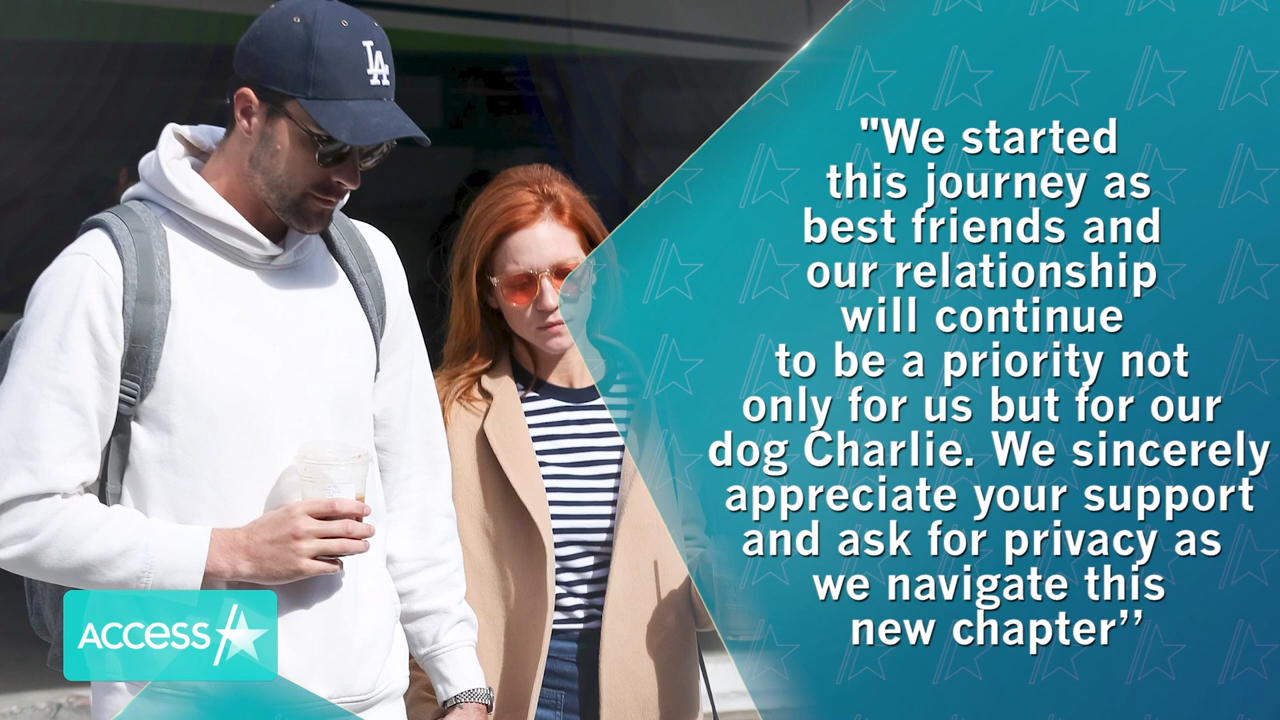 LA
"We started
this journey as
best friends and
our relationship
will continue
to be a priority not
only for us but for our
dog Charlie. We sincerely
appreciate your support
and ask for privacy as
we navigate this
new chapter’’
ACCESS